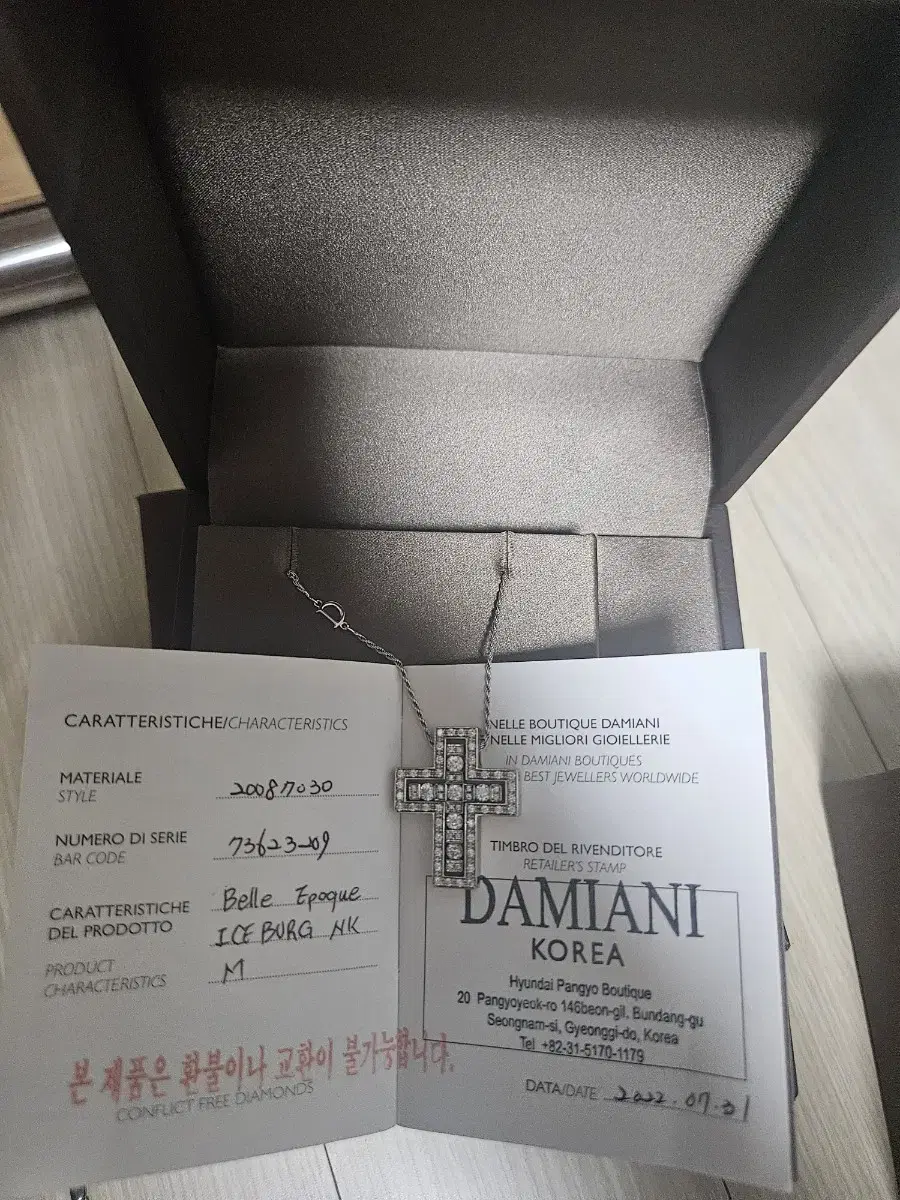 CARATTERISTICHE/CHARACTERISTICS
MATERIALE
STYLE
20087030
NUMERO DI SERIE
BAR CODE
73623209
CARATTERISTICHE
DEL PRODOTTO
PRODUCT
CHARACTERISTICS
Belle Epoque
ICEBURG NK
M
본 제품은 환불이나 교환이 불가능합니다.
CONFLICT FREE DIAMONDS
NELLE BOUTIQUE DAMIANI
NELLE MIGLIORI GIOIELLERIE
IN DAMIANI BOUTIQUES
BEST JEWELLERS WORLDWIDE
TIMBRO DEL RIVENDITORE
RETAILER'S STAMP
DAMIANI
KOREA
Hyundai Pangyo Boutique
20 Pangyoyeok-ro 146beon-gil, Bundang-gu
Seongnam-si, Gyeonggi-do, Korea
Tel +82-31-5170-1179
DATA/DATE 2022.07.31